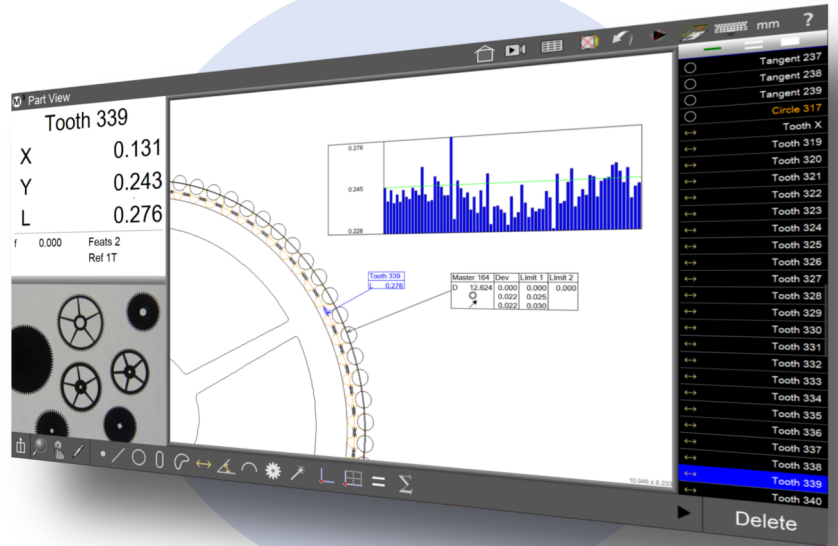 mm ?
M³ Part View
Tooth 339
X 0.131
Y 0.243
L 0.276
f 0.000 Feats 2
Ref 1T
0.276
0.245
0.226
Tooth 339
L 0.276
Master 164 Dev Limit 1 Limit 2
D 12.624 0.000 0.000 0.000
0.022 0.025
0.022 0.030
10.946 x 8.233
Tangent 237
Tangent 238
Tangent 239
Circle 317
Tooth X
Tooth 319
Tooth 320
Tooth 321
Tooth 322
Tooth 323
Tooth 324
Tooth 325
Tooth 326
Tooth 327
Tooth 328
Tooth 329
Tooth 330
Tooth 331
Tooth 332
Tooth 333
Tooth 334
Tooth 335
Tooth 336
Tooth 337
Tooth 338
Tooth 339
Tooth 340
Delete